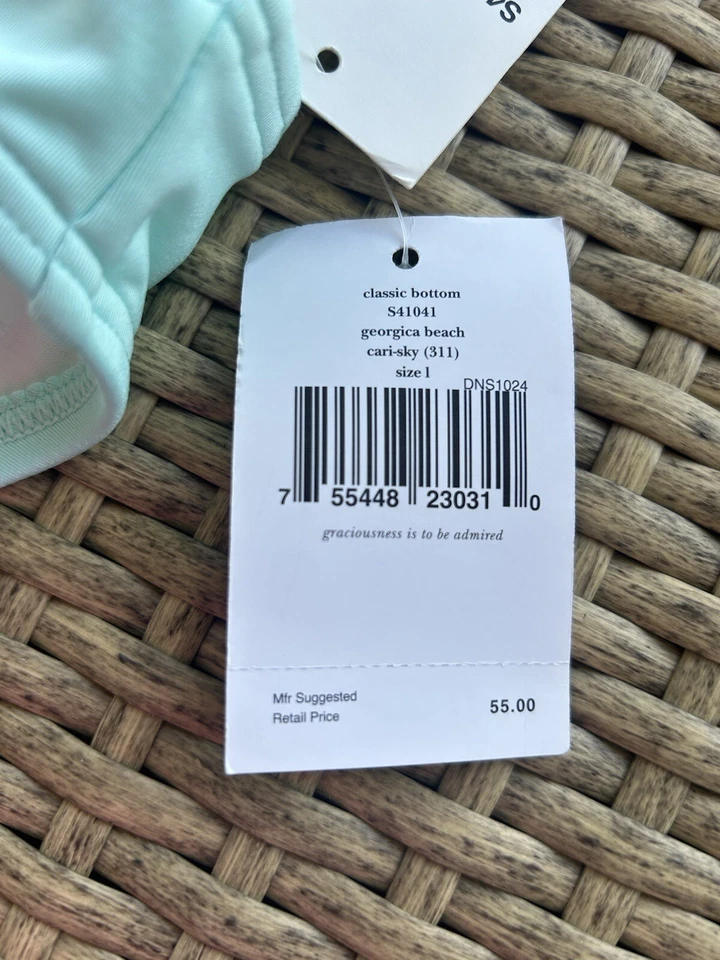 classic bottom
S41041
georgica beach
cari-sky (311)
size l
DNS1024
7 55448 23031 0
graciousness is to be admired
Mfr Suggested
Retail Price
55.00